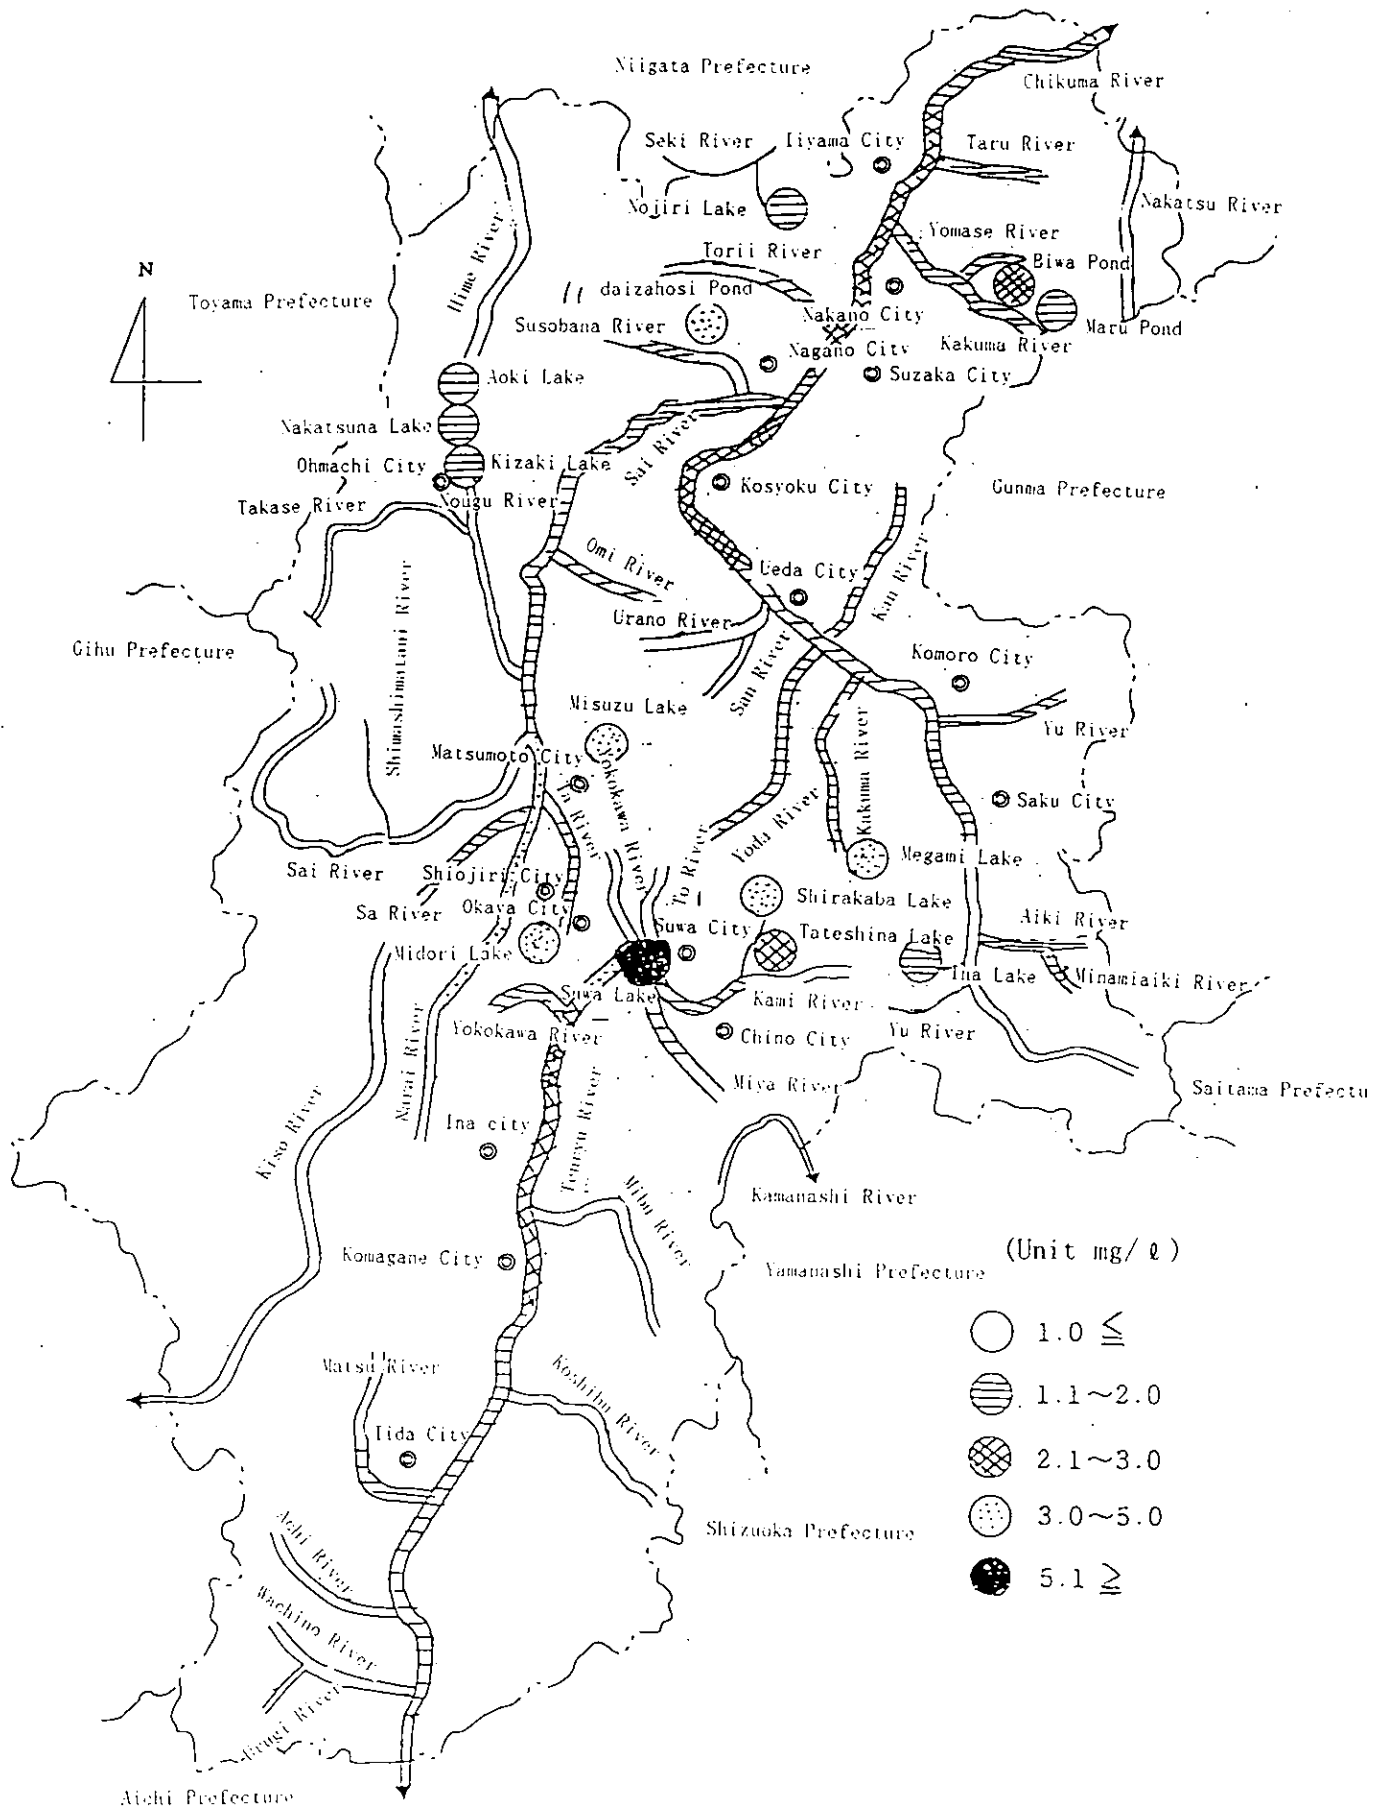 Niigata Prefecture
Chikuma River
Seki River
Iiyama City
Taru River
Nojiri Lake
Nakatsu River
Hime River
Torii River
Yomase River
Biwa Pond
N
Toyama Prefecture
daizahosi Pond
Susobana River
Nakano City
Maru Pond
Nagano City
Kakuma River
Suzaka City
Aoki Lake
Nakatsuna Lake
Sai River
Ohmachi City
Kizaki Lake
Kosyoku City
Gunma Prefecture
Takase River
Nougu River
Omi River
Ueda City
Kan River
Urano River
Gihu Prefecture
Shimashimatani River
San River
Komoro City
Misuzu Lake
Yu River
Matsumoto City
Yokokawa River
Kakuma River
Saku City
River
To River
Yoda River
Megami Lake
Sai River
Shiojiri City
Shirakaba Lake
Sa River
Okaya City
Suwa City
Tateshina Lake
Aiki River
Midori Lake
Suwa Lake
Kami River
Ina Lake
Minamiaiki River
Yokokawa River
Chino City
Yu River
Narai River
Miya River
Saitama Prefectu
Kiso River
Ina city
Tenryu River
Mibu River
Kamanashi River
Komagane City
Yamanashi Prefecture
(Unit mg/ℓ)
1.0 ≦
Matsu River
Koshibu River
1.1~2.0
Iida City
2.1~3.0
Shizuoka Prefecture
3.0~5.0
Achi River
5.1 ≧
Wachino River
River
Aichi Prefecture